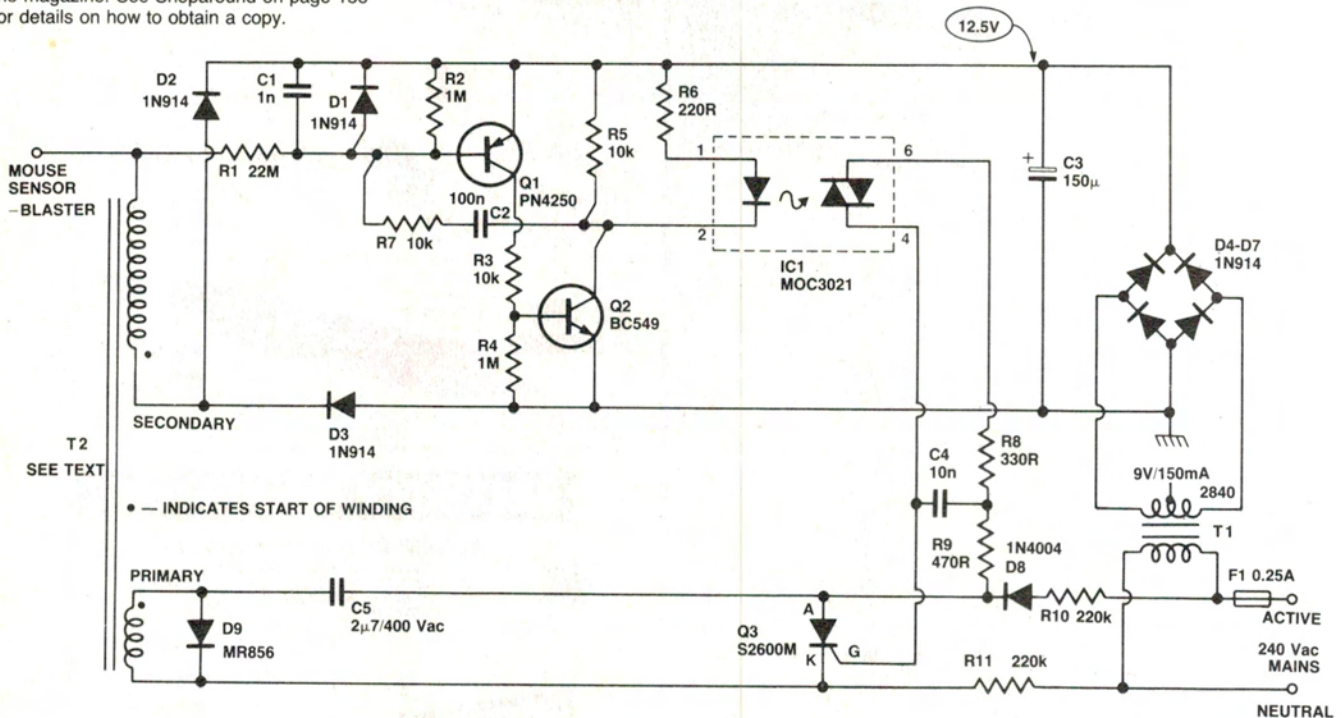 or details on how to obtain a copy.
12.5V
D2
1N914
C1
1n
D1
1N914
R2
1M
R6
220R
R5
10k
1
6
+
C3
150μ
MOUSE
SENSOR
–BLASTER
R1 22M
Q1
PN4250
100n
C2
R7 10k
2
4
IC1
MOC3021
D4-D7
1N914
R3
10k
Q2
BC549
R4
1M
SECONDARY
D3
1N914
T2
SEE TEXT
R8
330R
C4
10n
9V/150mA
2840
T1
• — INDICATES START OF WINDING
R9
470R
1N4004
D8
F1 0.25A
PRIMARY
C5
2μ7/400 Vac
D9
MR856
A
Q3
S2600M
K
G
R10 220k
ACTIVE
R11 220k
240 Vac
MAINS
NEUTRAL